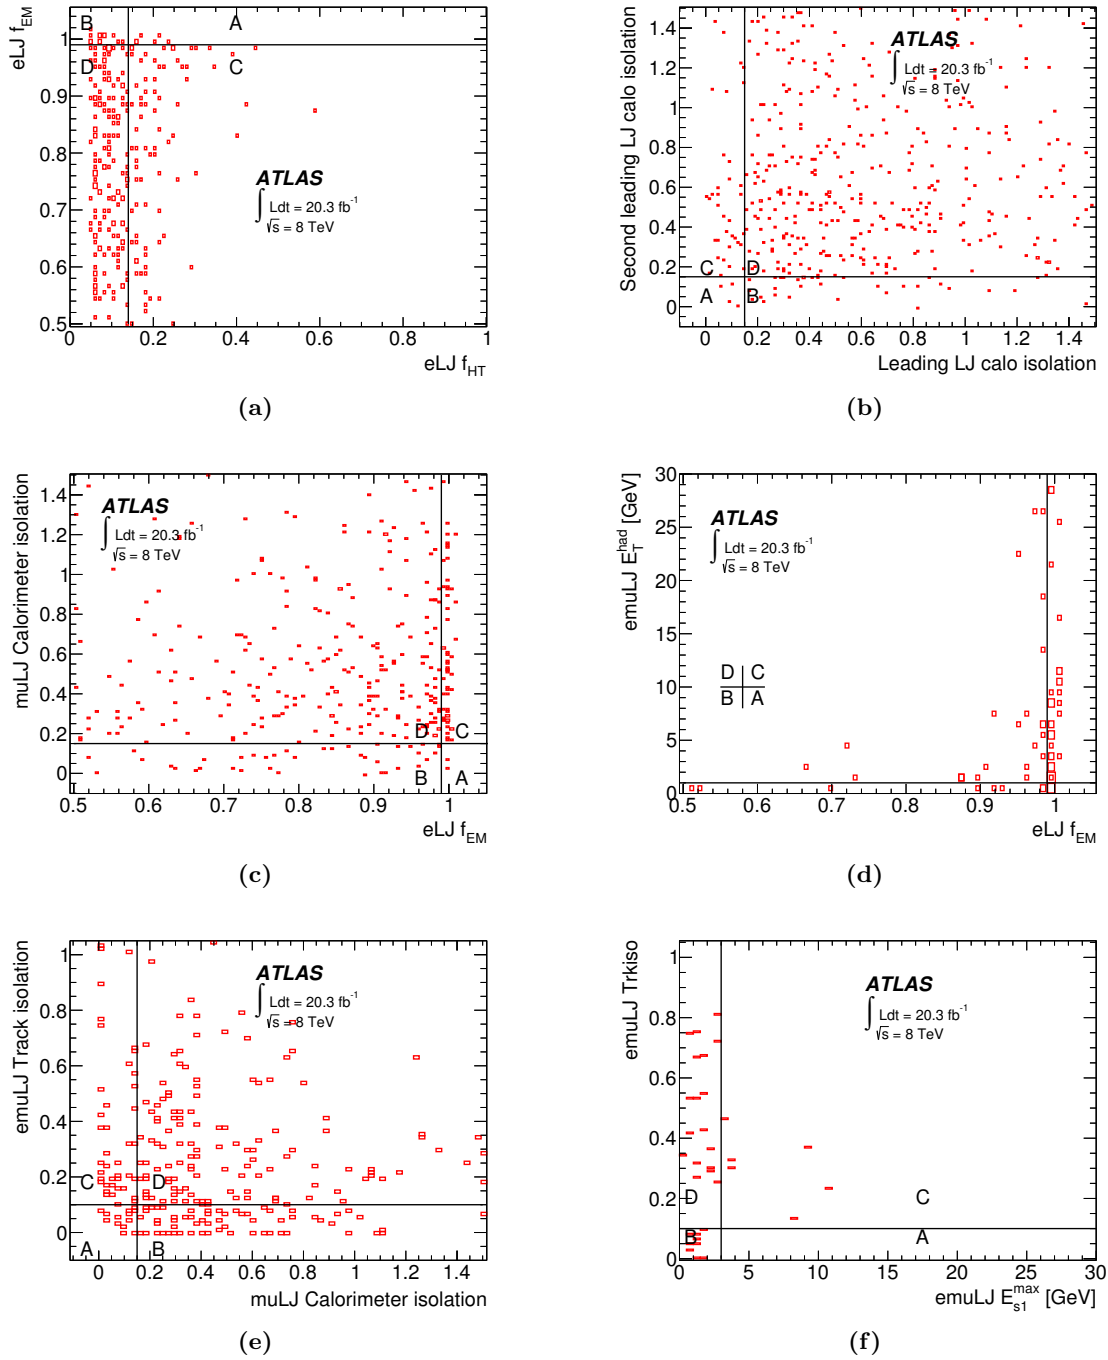 eLJ f_EM
1
0.9
0.8
0.7
0.6
0.5
B
A
D
C
ATLAS
∫ Ldt = 20.3 fb⁻¹
√s = 8 TeV
0
0.2
0.4
0.6
0.8
1
eLJ f_HT
(a)
Second leading LJ calo isolation
1.4
1.2
1
0.8
0.6
0.4
0.2
0
ATLAS
∫ Ldt = 20.3 fb⁻¹
√s = 8 TeV
C
D
A
B
0
0.2
0.4
0.6
0.8
1
1.2
1.4
Leading LJ calo isolation
(b)
muLJ Calorimeter isolation
1.4
1.2
1
0.8
0.6
0.4
0.2
0
ATLAS
∫ Ldt = 20.3 fb⁻¹
√s = 8 TeV
D
C
B
A
0.5
0.6
0.7
0.8
0.9
1
eLJ f_EM
(c)
emuLJ E_T^had [GeV]
30
25
20
15
10
5
0
ATLAS
∫ Ldt = 20.3 fb⁻¹
√s = 8 TeV
D C
B A
0.5
0.6
0.7
0.8
0.9
1
eLJ f_EM
(d)
emuLJ Track isolation
1
0.8
0.6
0.4
0.2
0
ATLAS
∫ Ldt = 20.3 fb⁻¹
√s = 8 TeV
C
D
A
B
0
0.2
0.4
0.6
0.8
1
1.2
1.4
muLJ Calorimeter isolation
(e)
emuLJ Trkiso
1
0.8
0.6
0.4
0.2
0
ATLAS
∫ Ldt = 20.3 fb⁻¹
√s = 8 TeV
D
C
B
A
0
5
10
15
20
25
30
emuLJ E_s1^max [GeV]
(f)